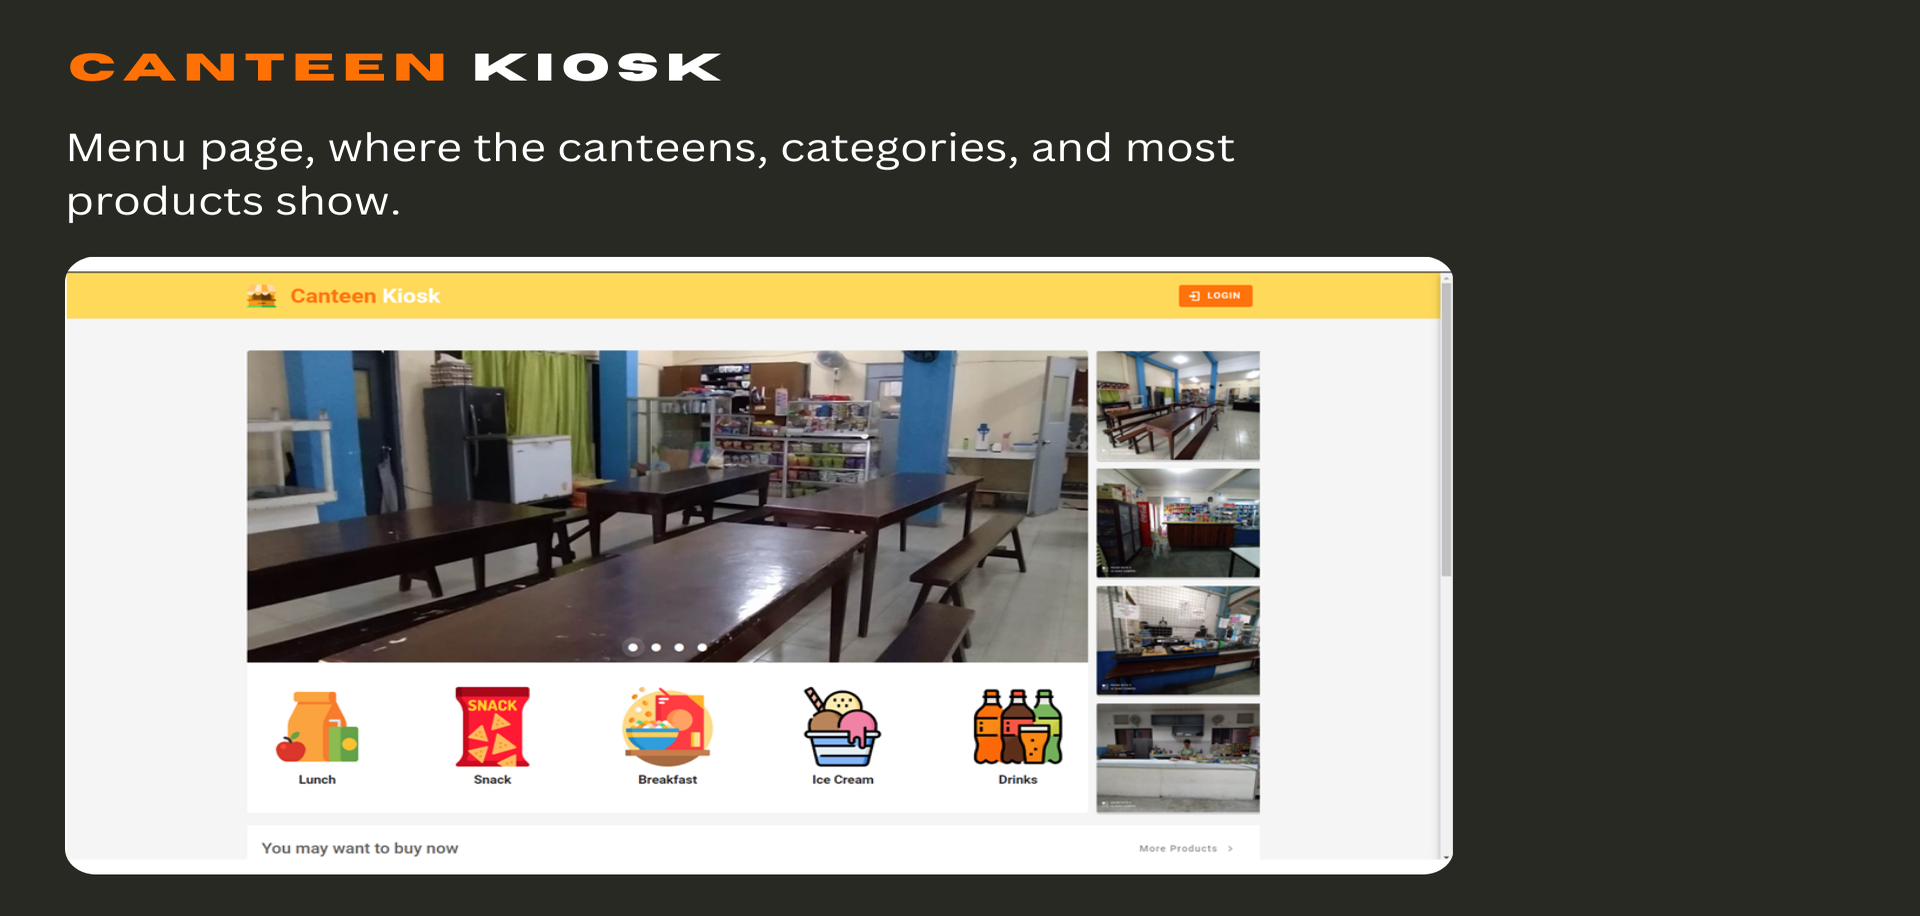 CANTEEN KIOSK
Menu page, where the canteens, categories, and most
products show.
Canteen Kiosk
LOGIN
SNACK
Lunch
Snack
Breakfast
Ice Cream
Drinks
You may want to buy now
More Products >